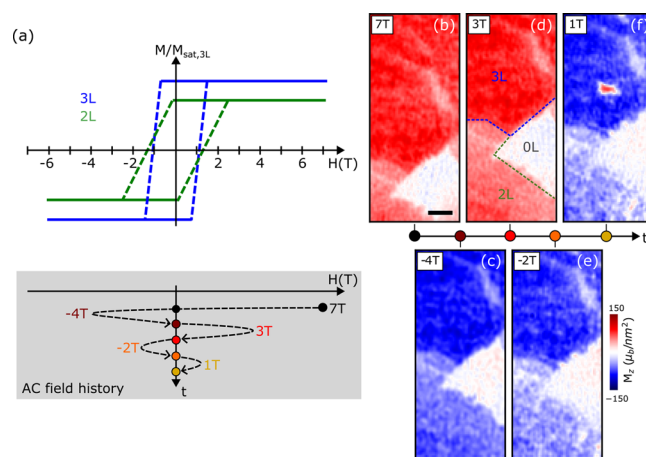 (a)
M/M_sat,3L
3L
2L
-6 -4 -2 2 4 6 H(T)
7T (b)
3T (d)
1T (f)
3L
0L
2L
t
H(T)
7T
-4T
3T
-2T
1T
AC field history
t
-4T (c)
-2T (e)
150
M_z (μ_b/nm²)
−150